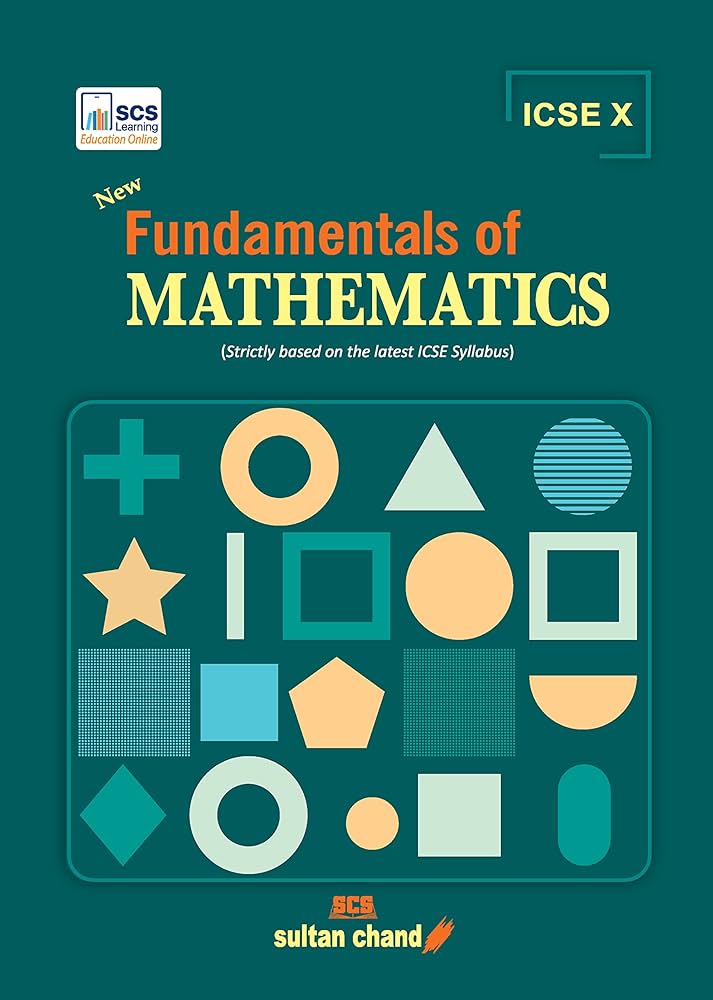 SCS
Learning
Education Online
ICSE X
New
Fundamentals of
MATHEMATICS
(Strictly based on the latest ICSE Syllabus)
SCS
sultan chand